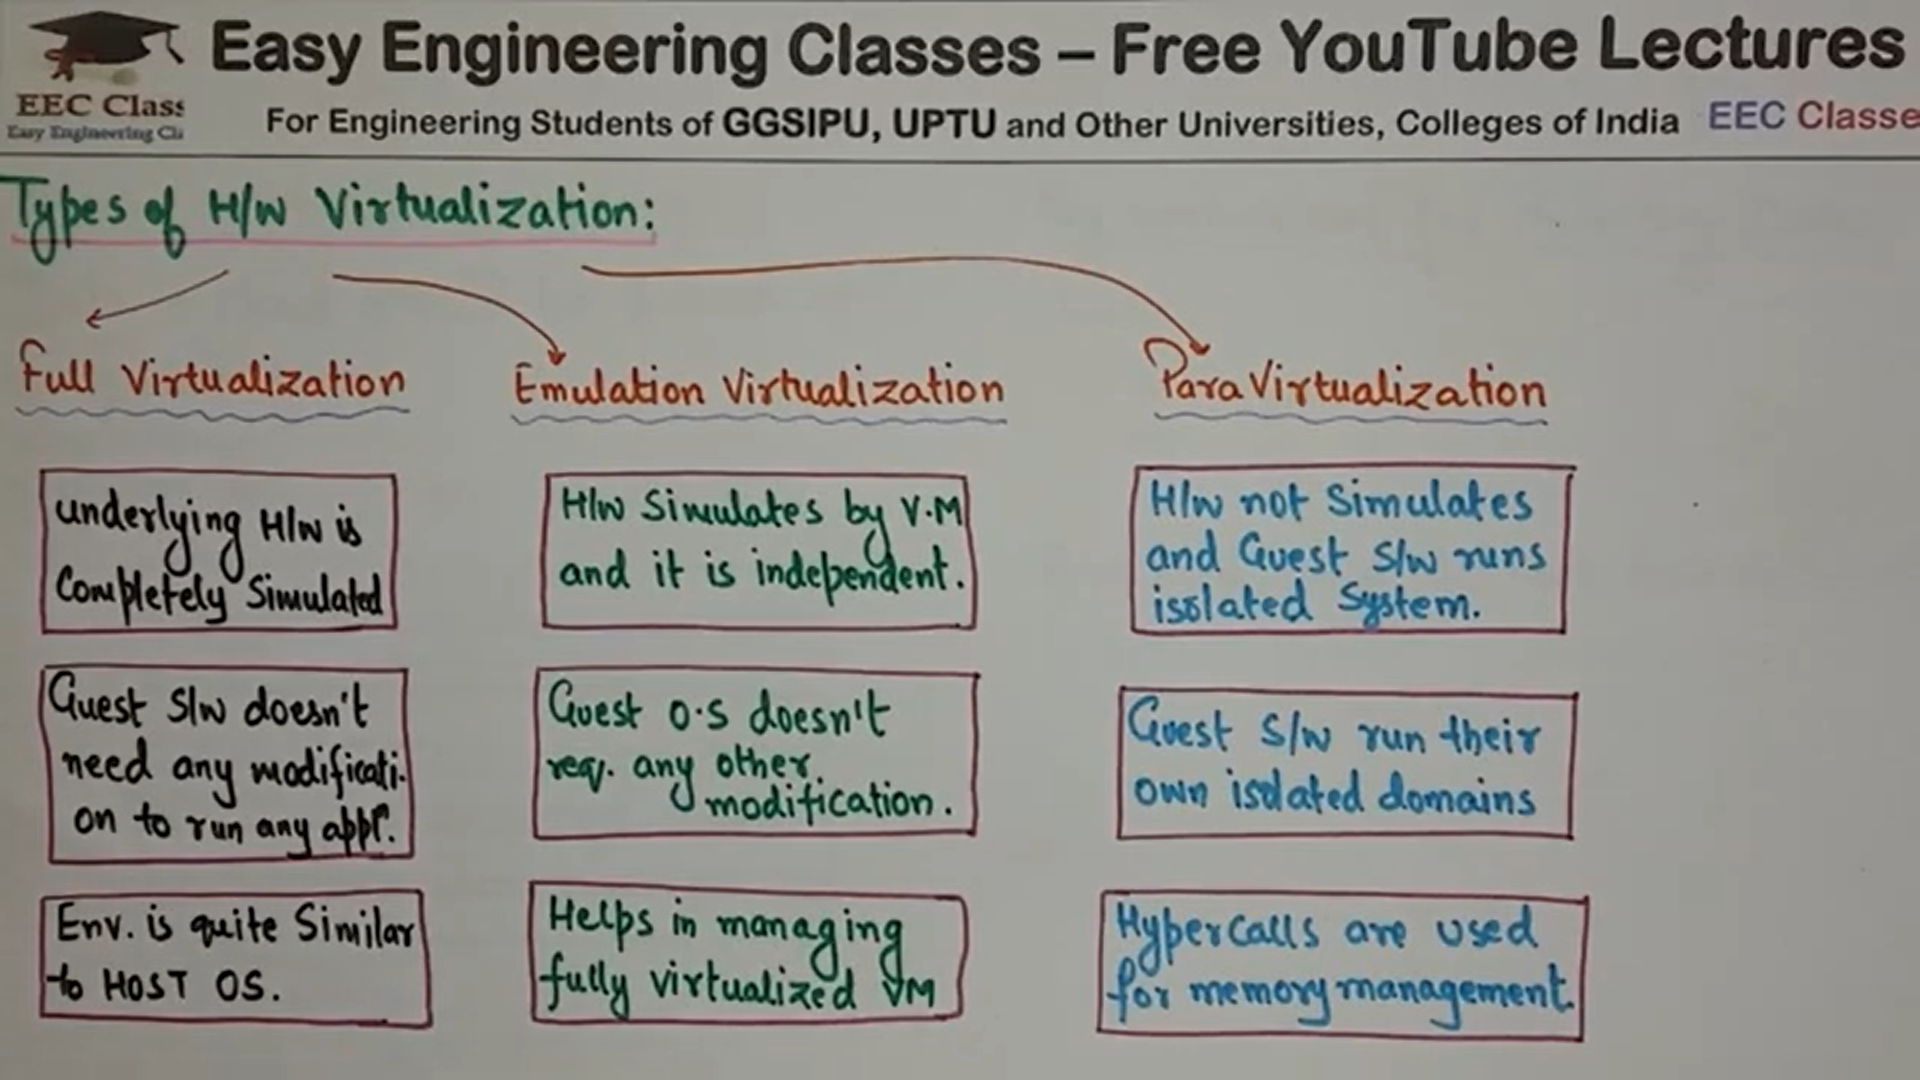 Easy Engineering Classes – Free YouTube Lectures
EEC Class
Easy Engineering Cl
For Engineering Students of GGSIPU, UPTU and Other Universities, Colleges of India EEC Classe
Types of H/W Virtualization:
Full Virtualization
Emulation Virtualization
Para Virtualization
underlying H/W is
Completely Simulated
H/W Simulates by V.M
and it is independent.
H/W not Simulates
and Guest S/W runs
isolated System.
Guest S/W doesn't
need any modificati-
on to run any appl.
Guest O.S doesn't
req. any other
modification.
Guest S/W run their
own isolated domains
Env. is quite Similar
to HOST OS.
Helps in managing
fully virtualized VM
Hypercalls are used
for memory management.